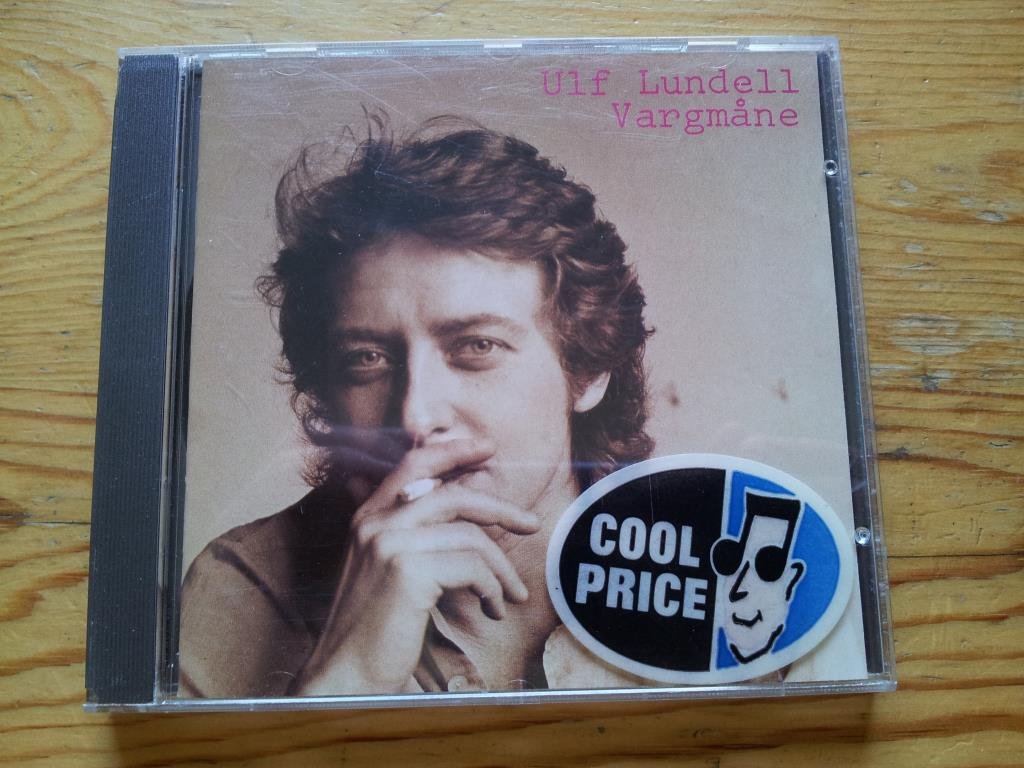 Ulf Lundell
Vargmåne
COOL
PRICE